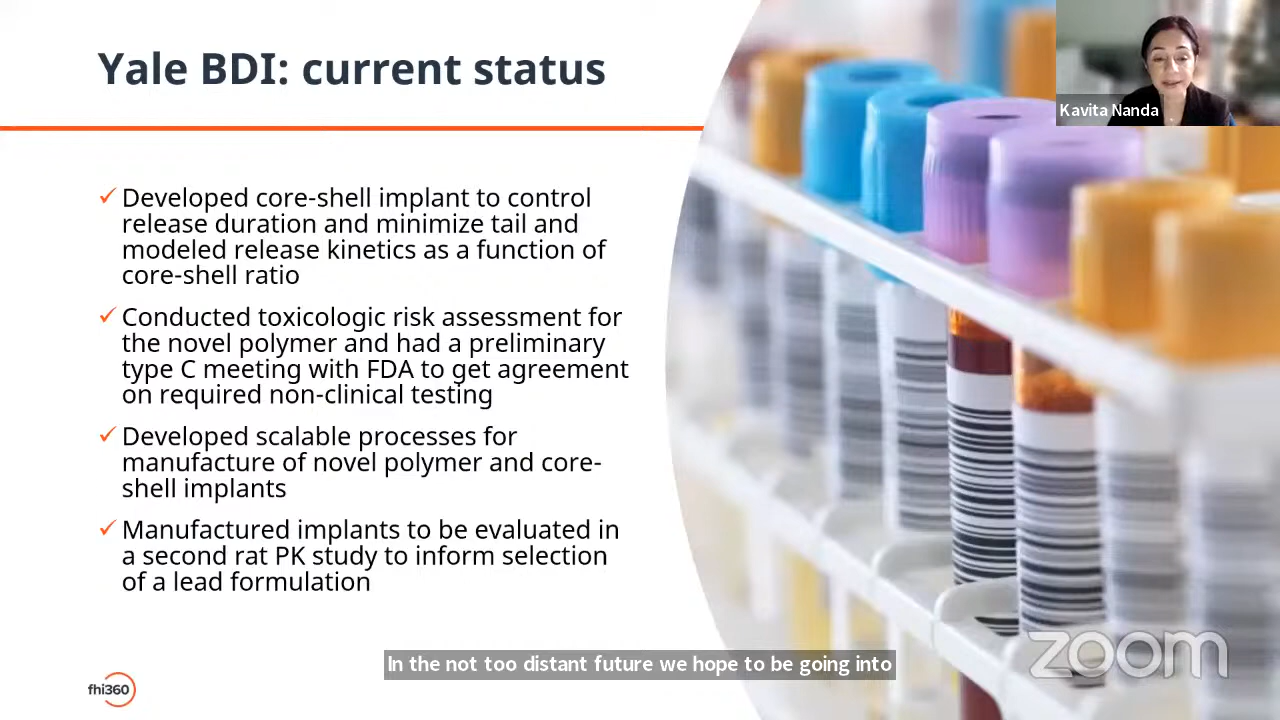 Yale BDI: current status
Kavita Nanda
✓ Developed core-shell implant to control
release duration and minimize tail and
modeled release kinetics as a function of
core-shell ratio
✓ Conducted toxicologic risk assessment for
the novel polymer and had a preliminary
type C meeting with FDA to get agreement
on required non-clinical testing
✓ Developed scalable processes for
manufacture of novel polymer and core-
shell implants
✓ Manufactured implants to be evaluated in
a second rat PK study to inform selection
of a lead formulation
In the not too distant future we hope to be going into
fhi360
zoom